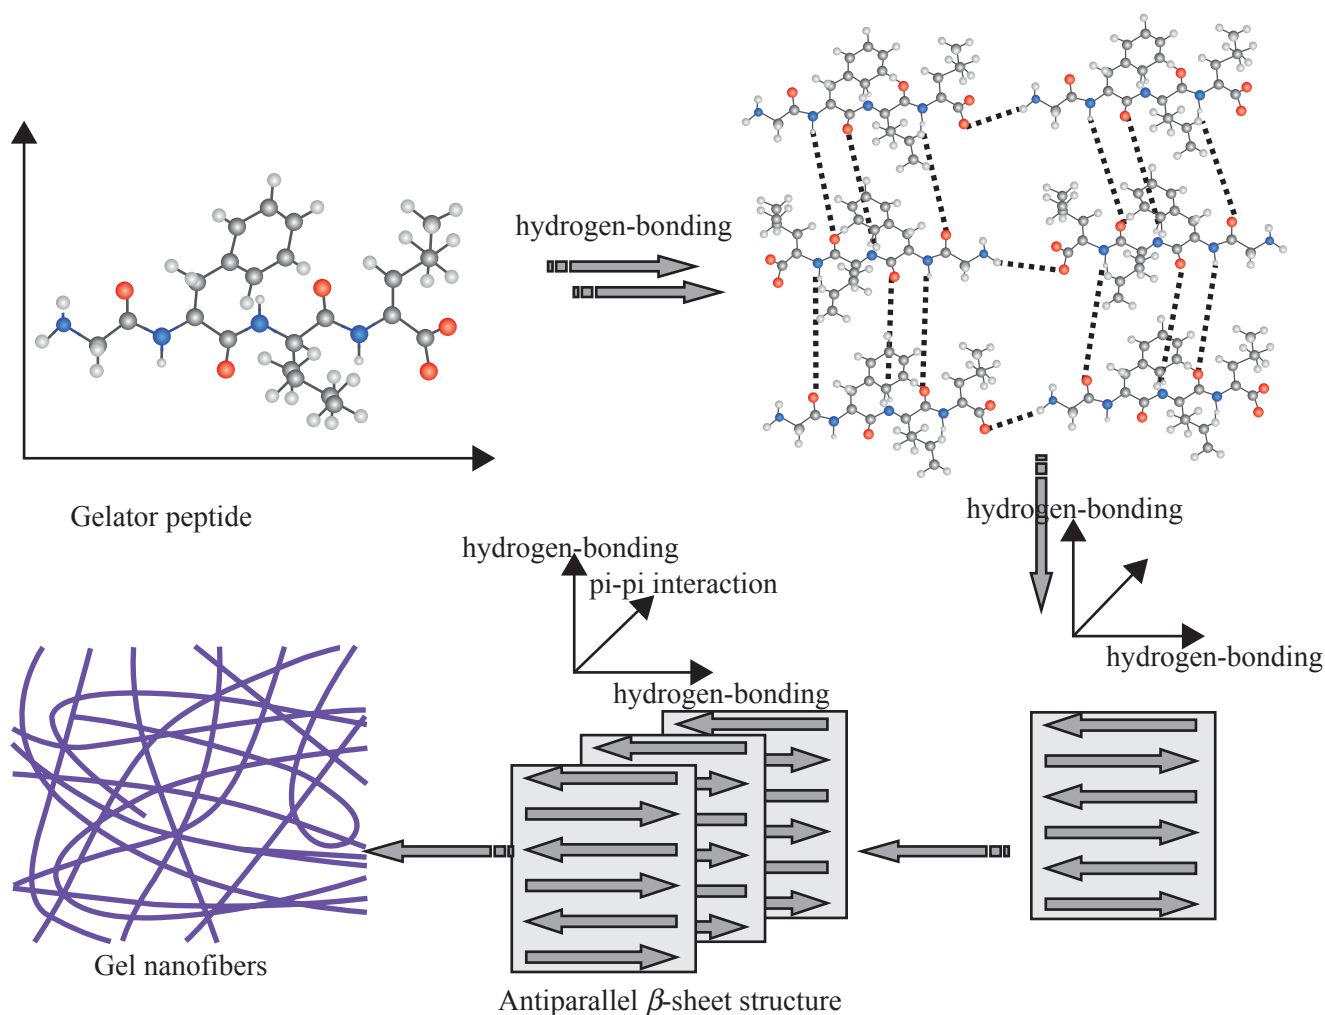 hydrogen-bonding
Gelator peptide
hydrogen-bonding
hydrogen-bonding
hydrogen-bonding
pi-pi interaction
hydrogen-bonding
Gel nanofibers
Antiparallel β-sheet structure